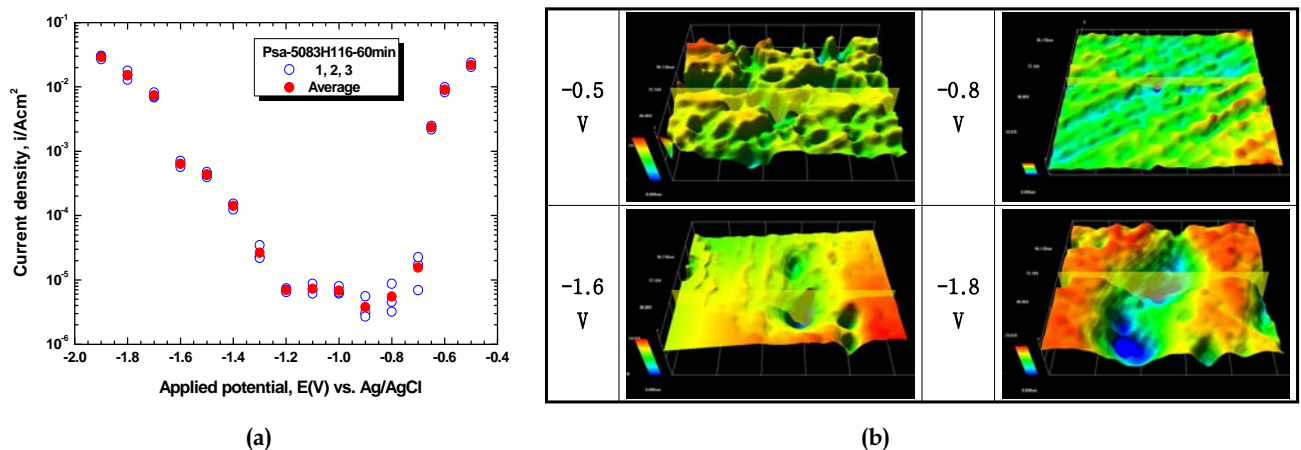 10⁻¹
10⁻²
10⁻³
10⁻⁴
10⁻⁵
10⁻⁶
Current density, i/Acm²
Psa-5083H116-60min
1, 2, 3
Average
-2.0 -1.8 -1.6 -1.4 -1.2 -1.0 -0.8 -0.6 -0.4
Applied potential, E(V) vs. Ag/AgCl
(a)
−0.5
V
−0.8
V
−1.6
V
−1.8
V
(b)